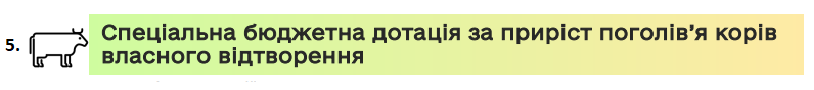 5. Спеціальна бюджетна дотація за приріст поголів’я корів
власного відтворення